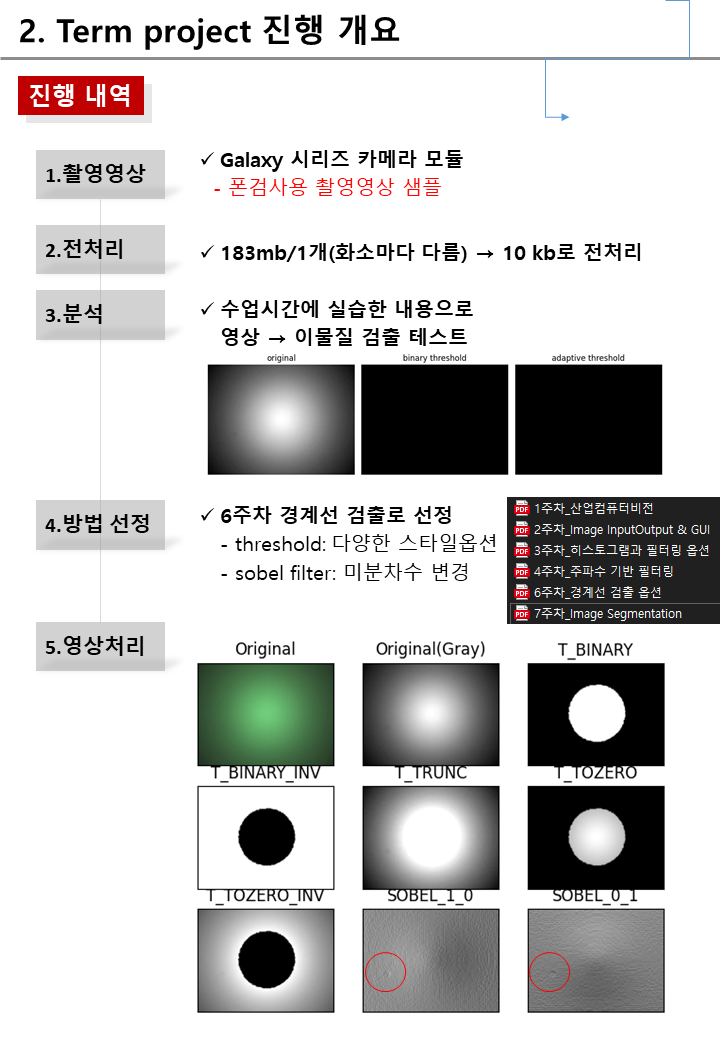 2. Term project 진행 개요
진행 내역
1.촬영영상
✓ Galaxy 시리즈 카메라 모듈
- 폰검사용 촬영영상 샘플
2.전처리
✓ 183mb/1개(화소마다 다름) → 10 kb로 전처리
3.분석
✓ 수업시간에 실습한 내용으로
영상 → 이물질 검출 테스트
original
binary threshold
adaptive threshold
4.방법 선정
✓ 6주차 경계선 검출로 선정
- threshold: 다양한 스타일옵션
- sobel filter: 미분차수 변경
PDF 1주차_산업컴퓨터비전
PDF 2주차_Image InputOutput & GUI
PDF 3주차_히스토그램과 필터링 옵션
PDF 4주차_주파수 기반 필터링
PDF 6주차_경계선 검출 옵션
PDF 7주차_Image Segmentation
5.영상처리
Original
Original(Gray)
T_BINARY
T_BINARY_INV
T_TRUNC
T_TOZERO
T_TOZERO_INV
SOBEL_1_0
SOBEL_0_1